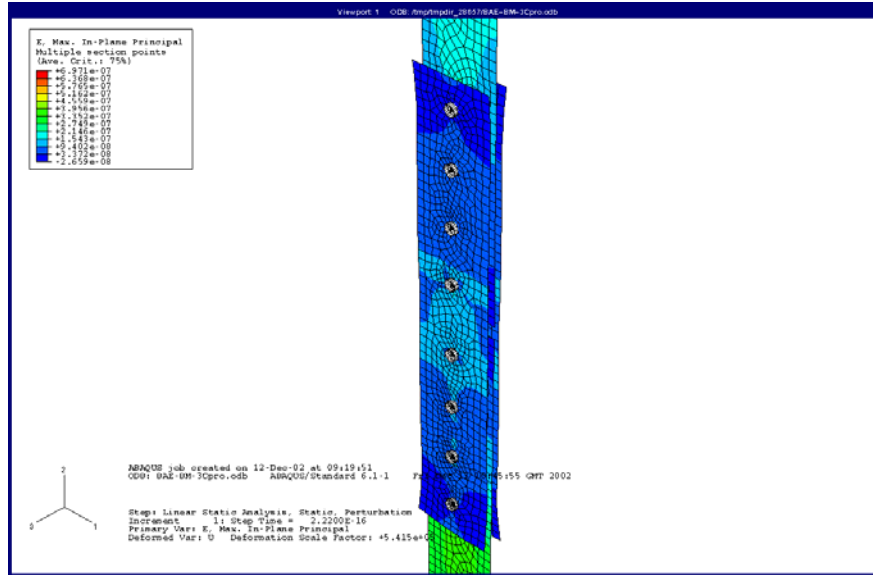 Viewport: 1 ODB: /tmp/tmpdir_28657/BAE-BM-3Cpro.odb
E, Max. In-Plane Principal
Multiple section points
(Ave. Crit.: 75%)
+6.971e-07
+6.368e-07
+5.765e-07
+5.162e-07
+4.559e-07
+3.956e-07
+3.352e-07
+2.749e-07
+2.146e-07
+1.543e-07
+9.402e-08
+3.372e-08
-2.659e-08
2
3
1
ABAQUS job created on 12-Dec-02 at 09:19:51
ODB: BAE-BM-3Cpro.odb ABAQUS/Standard 6.1-1 :45:55 GMT 2002
Step: Linear Static Analysis, Static, Perturbation
Increment 1: Step Time = 2.2200E-16
Primary Var: E, Max. In-Plane Principal
Deformed Var: U Deformation Scale Factor: